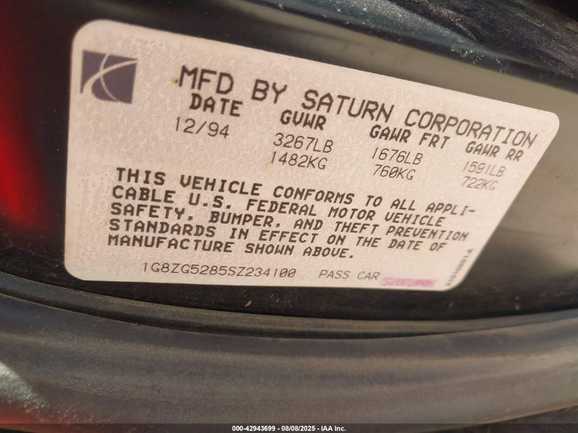 MFD BY SATURN CORPORATION
DATE GVWR GAWR FRT GAWR RR
12/94 3267LB 1676LB 1591LB
1482KG 760KG 722KG
THIS VEHICLE CONFORMS TO ALL APPLI-
CABLE U.S. FEDERAL MOTOR VEHICLE
SAFETY, BUMPER, AND THEFT PREVENTION
STANDARDS IN EFFECT ON THE DATE OF
MANUFACTURE SHOWN ABOVE.
1G8ZG5285SZ234100 PASS CAR
000-42943699 - 08/08/2025 - IAA Inc.